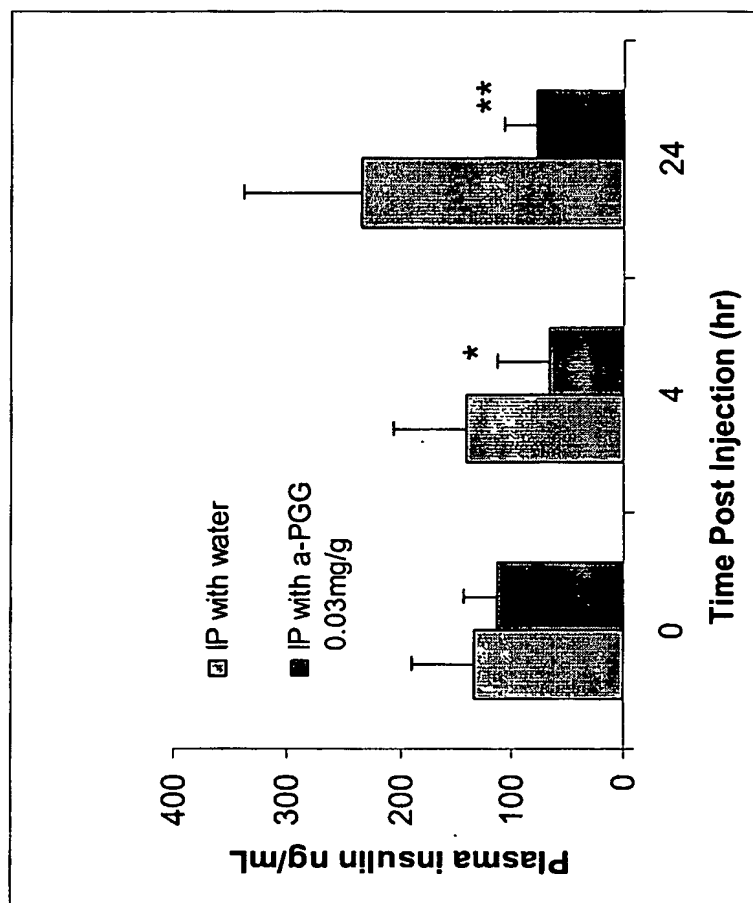 400
300
200
100
0
Plasma insulin ng/mL
IP with water
IP with a-PGG
0.03mg/g
*
**
0
4
24
Time Post Injection (hr)